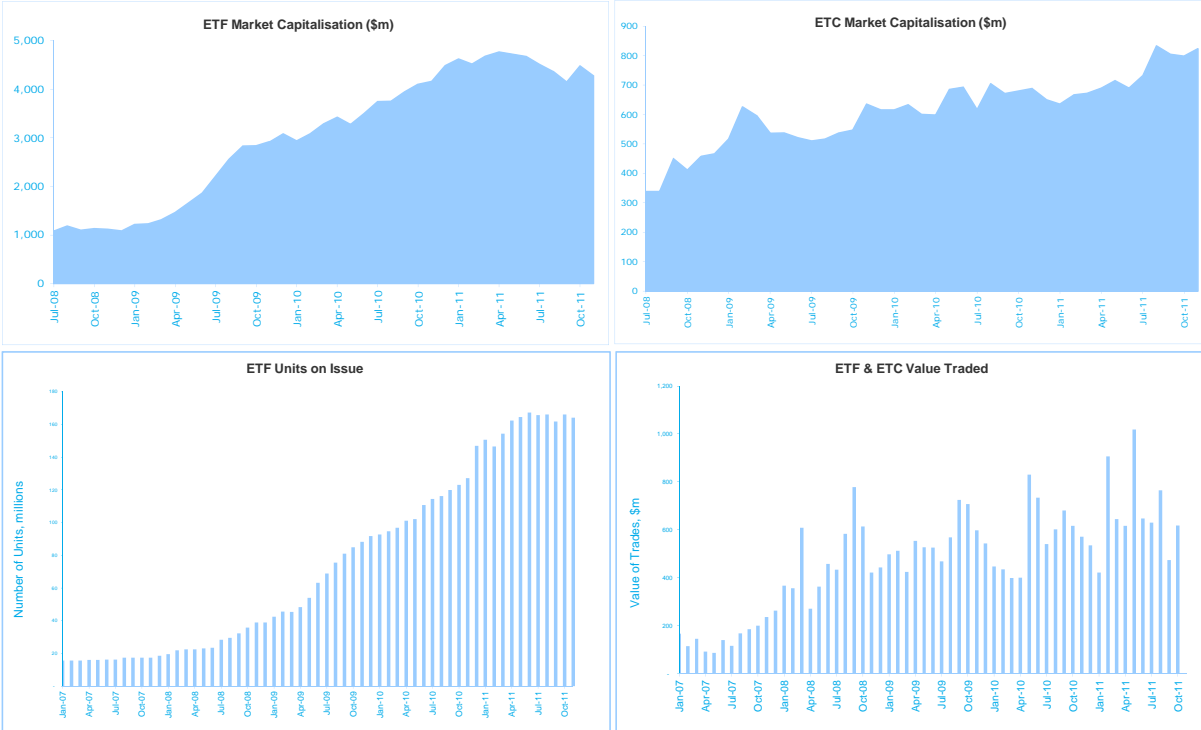 ETF Market Capitalisation ($m)
5,000
4,000
3,000
2,000
1,000
0
Jul-08
Oct-08
Jan-09
Apr-09
Jul-09
Oct-09
Jan-10
Apr-10
Jul-10
Oct-10
Jan-11
Apr-11
Jul-11
Oct-11
ETC Market Capitalisation ($m)
900
800
700
600
500
400
300
200
100
0
Jul-08
Oct-08
Jan-09
Apr-09
Jul-09
Oct-09
Jan-10
Apr-10
Jul-10
Oct-10
Jan-11
Apr-11
Jul-11
Oct-11
ETF Units on Issue
Number of Units, millions
180
160
140
120
100
80
60
40
20
-
Jan-07
Apr-07
Jul-07
Oct-07
Jan-08
Apr-08
Jul-08
Oct-08
Jan-09
Apr-09
Jul-09
Oct-09
Jan-10
Apr-10
Jul-10
Oct-10
Jan-11
Apr-11
Jul-11
Oct-11
ETF & ETC Value Traded
Value of Trades, $m
1,200
1,000
800
600
400
200
-
Jan-07
Apr-07
Jul-07
Oct-07
Jan-08
Apr-08
Jul-08
Oct-08
Jan-09
Apr-09
Jul-09
Oct-09
Jan-10
Apr-10
Jul-10
Oct-10
Jan-11
Apr-11
Jul-11
Oct-11